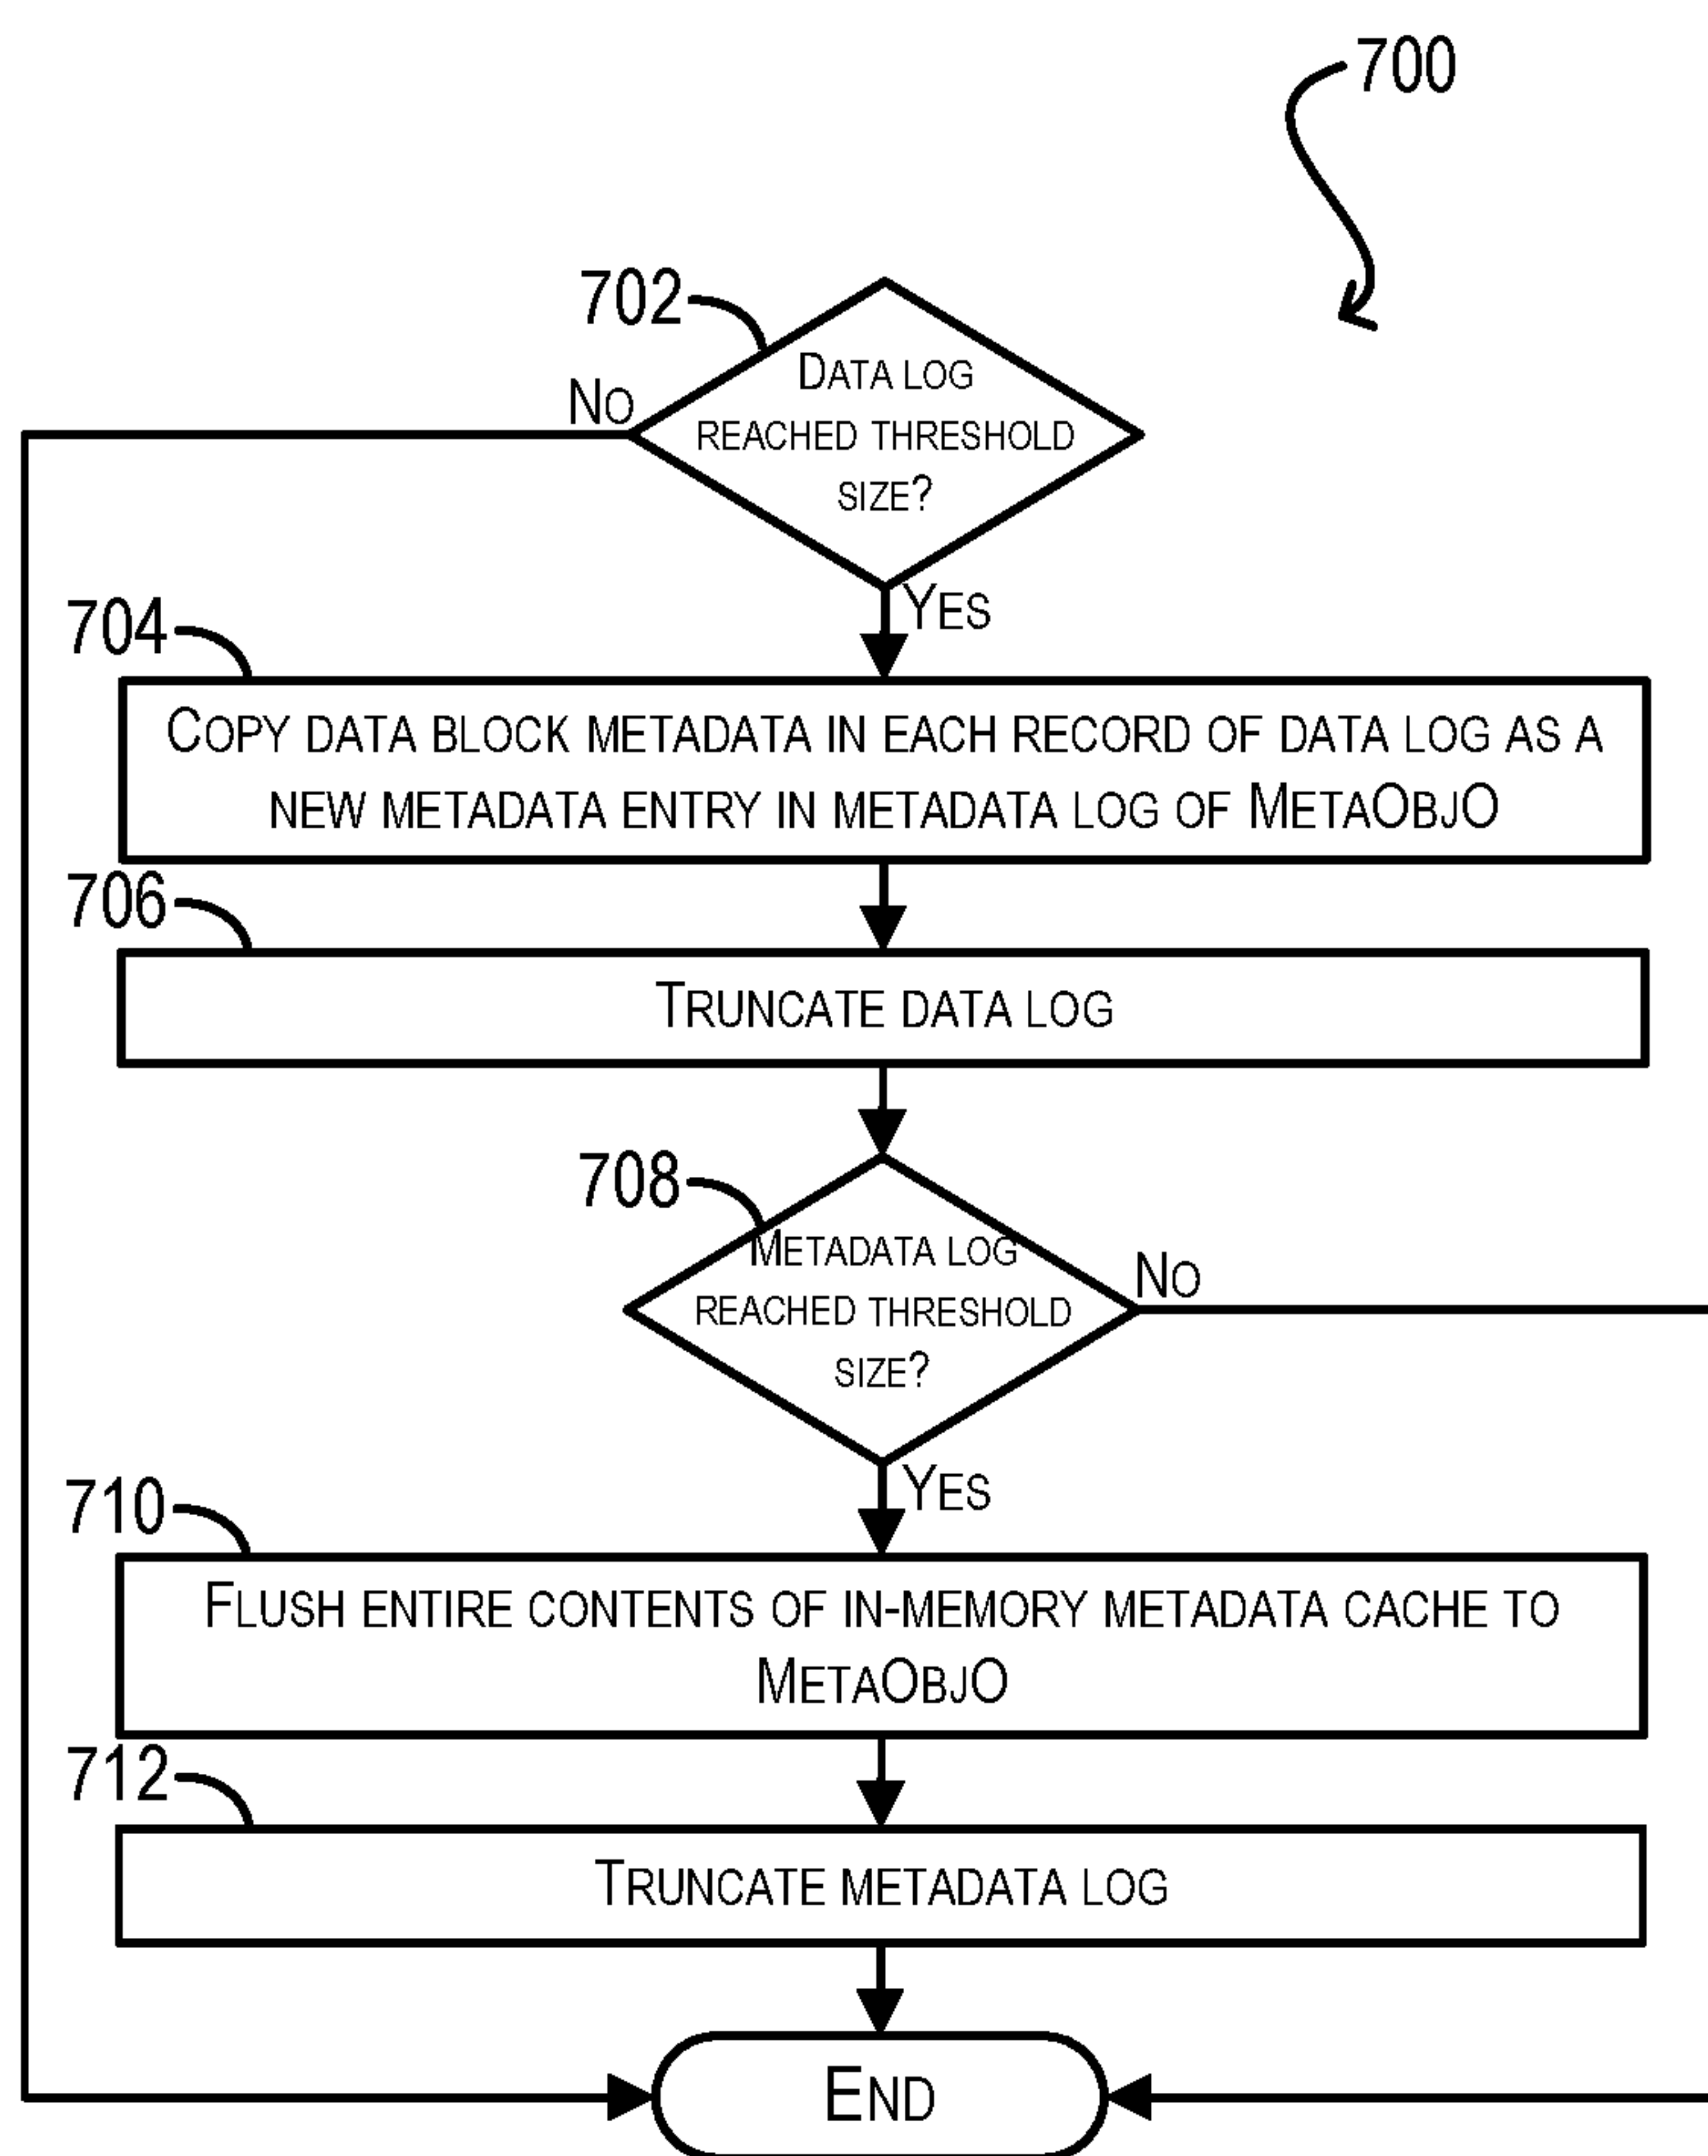 700
702
No
Data log
reached threshold
size?
Yes
704
Copy data block metadata in each record of data log as a
new metadata entry in metadata log of MetaObjO
706
Truncate data log
708
Metadata log
reached threshold
size?
No
Yes
710
Flush entire contents of in-memory metadata cache to
MetaObjO
712
Truncate metadata log
End